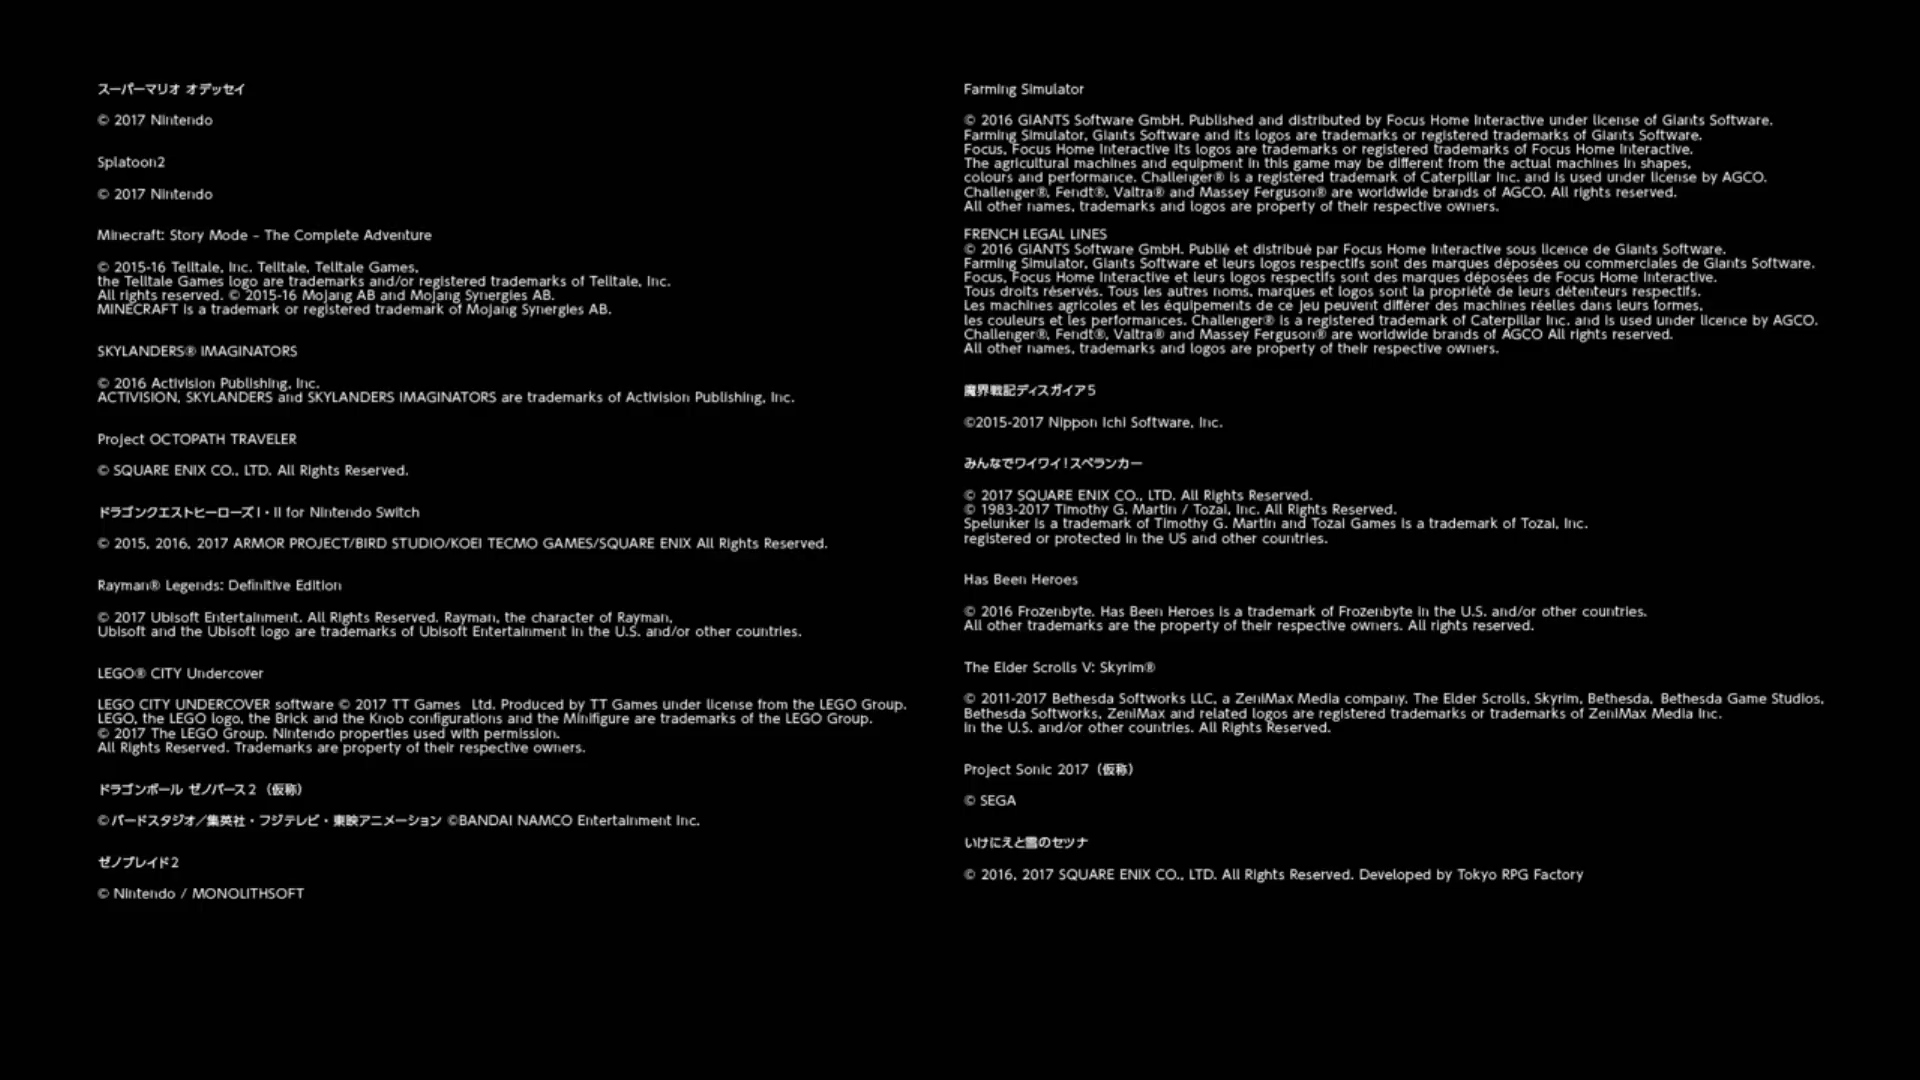 スーパーマリオ オデッセイ
© 2017 Nintendo
Splatoon2
© 2017 Nintendo
Minecraft: Story Mode - The Complete Adventure
© 2015-16 Telltale, Inc. Telltale, Telltale Games,
the Telltale Games logo are trademarks and/or registered trademarks of Telltale, Inc.
All rights reserved. © 2015-16 Mojang AB and Mojang Synergies AB.
MINECRAFT is a trademark or registered trademark of Mojang Synergies AB.
SKYLANDERS® IMAGINATORS
© 2016 Activision Publishing, Inc.
ACTIVISION, SKYLANDERS and SKYLANDERS IMAGINATORS are trademarks of Activision Publishing, Inc.
Project OCTOPATH TRAVELER
© SQUARE ENIX CO., LTD. All Rights Reserved.
ドラゴンクエストヒーローズI・II for Nintendo Switch
© 2015, 2016, 2017 ARMOR PROJECT/BIRD STUDIO/KOEI TECMO GAMES/SQUARE ENIX All Rights Reserved.
Rayman® Legends: Definitive Edition
© 2017 Ubisoft Entertainment. All Rights Reserved. Rayman, the character of Rayman,
Ubisoft and the Ubisoft logo are trademarks of Ubisoft Entertainment in the U.S. and/or other countries.
LEGO® CITY Undercover
LEGO CITY UNDERCOVER software © 2017 TT Games  Ltd. Produced by TT Games under license from the LEGO Group.
LEGO, the LEGO logo, the Brick and the Knob configurations and the Minifigure are trademarks of the LEGO Group.
© 2017 The LEGO Group. Nintendo properties used with permission.
All Rights Reserved. Trademarks are property of their respective owners.
ドラゴンボール ゼノバース2（仮称）
©バードスタジオ／集英社・フジテレビ・東映アニメーション ©BANDAI NAMCO Entertainment Inc.
ゼノブレイド2
© Nintendo / MONOLITHSOFT
Farming Simulator
© 2016 GIANTS Software GmbH. Published and distributed by Focus Home Interactive under license of Giants Software.
Farming Simulator, Giants Software and its logos are trademarks or registered trademarks of Giants Software.
Focus, Focus Home Interactive its logos are trademarks or registered trademarks of Focus Home Interactive.
The agricultural machines and equipment in this game may be different from the actual machines in shapes,
colours and performance. Challenger® is a registered trademark of Caterpillar Inc. and is used under license by AGCO.
Challenger®, Fendt®, Valtra® and Massey Ferguson® are worldwide brands of AGCO. All rights reserved.
All other names, trademarks and logos are property of their respective owners.
FRENCH LEGAL LINES
© 2016 GIANTS Software GmbH. Publié et distribué par Focus Home Interactive sous licence de Giants Software.
Farming Simulator, Giants Software et leurs logos respectifs sont des marques déposées ou commerciales de Giants Software.
Focus, Focus Home Interactive et leurs logos respectifs sont des marques déposées de Focus Home Interactive.
Tous droits réservés. Tous les autres noms, marques et logos sont la propriété de leurs détenteurs respectifs.
Les machines agricoles et les équipements de ce jeu peuvent différer des machines réelles dans leurs formes,
les couleurs et les performances. Challenger® is a registered trademark of Caterpillar Inc. and is used under licence by AGCO.
Challenger®, Fendt®, Valtra® and Massey Ferguson® are worldwide brands of AGCO All rights reserved.
All other names, trademarks and logos are property of their respective owners.
魔界戦記ディスガイア5
©2015-2017 Nippon Ichi Software, Inc.
みんなでワイワイ！スペランカー
© 2017 SQUARE ENIX CO., LTD. All Rights Reserved.
© 1983-2017 Timothy G. Martin / Tozai, Inc. All Rights Reserved.
Spelunker is a trademark of Timothy G. Martin and Tozai Games is a trademark of Tozai, Inc.
registered or protected in the US and other countries.
Has Been Heroes
© 2016 Frozenbyte. Has Been Heroes is a trademark of Frozenbyte in the U.S. and/or other countries.
All other trademarks are the property of their respective owners. All rights reserved.
The Elder Scrolls V: Skyrim®
© 2011-2017 Bethesda Softworks LLC, a ZeniMax Media company. The Elder Scrolls, Skyrim, Bethesda,  Bethesda Game Studios,
Bethesda Softworks, ZeniMax and related logos are registered trademarks or trademarks of ZeniMax Media Inc.
in the U.S. and/or other countries. All Rights Reserved.
Project Sonic 2017（仮称）
© SEGA
いけにえと雪のセツナ
© 2016, 2017 SQUARE ENIX CO., LTD. All Rights Reserved. Developed by Tokyo RPG Factory